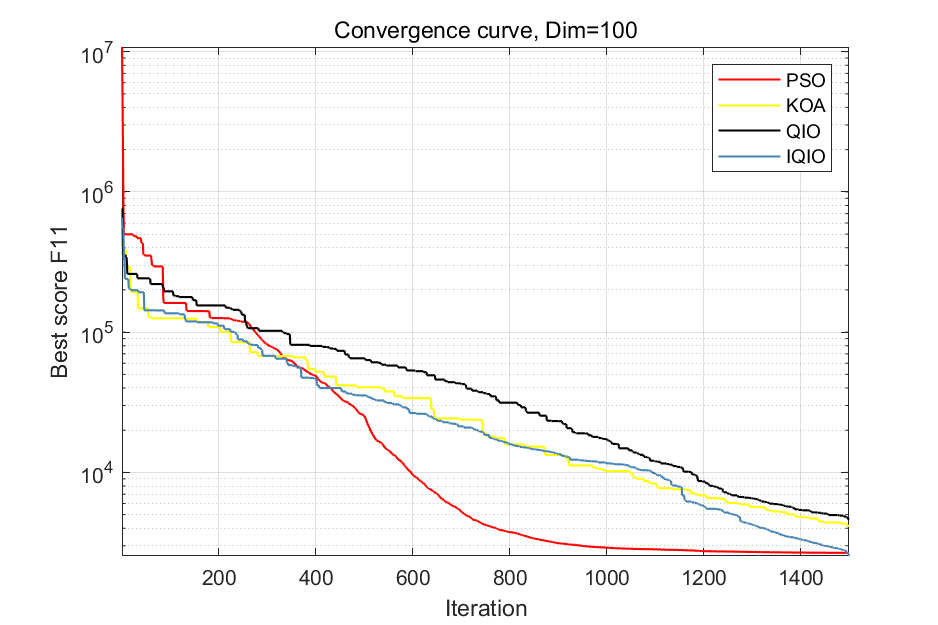 Convergence curve, Dim=100
10^7
10^6
10^5
10^4
Best score F11
PSO
KOA
QIO
IQIO
200 400 600 800 1000 1200 1400
Iteration